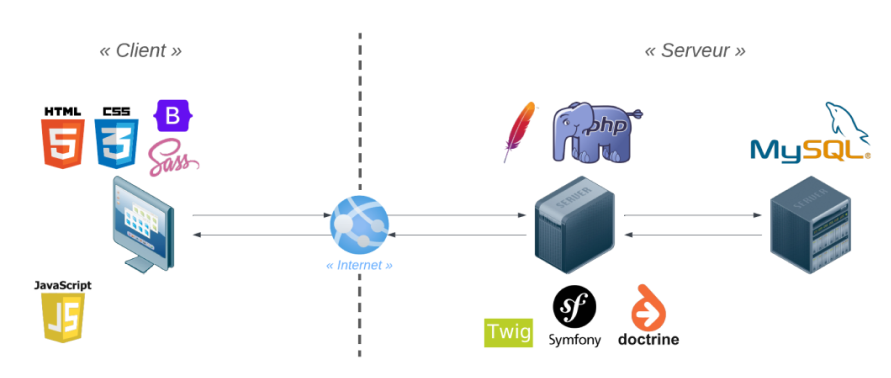 « Client »
« Serveur »
HTML
5
CSS
3
B
Sass
php
MySQL®
SERVER
SERVER
« Internet »
JavaScript
JS
Twig
sf
Symfony
doctrine